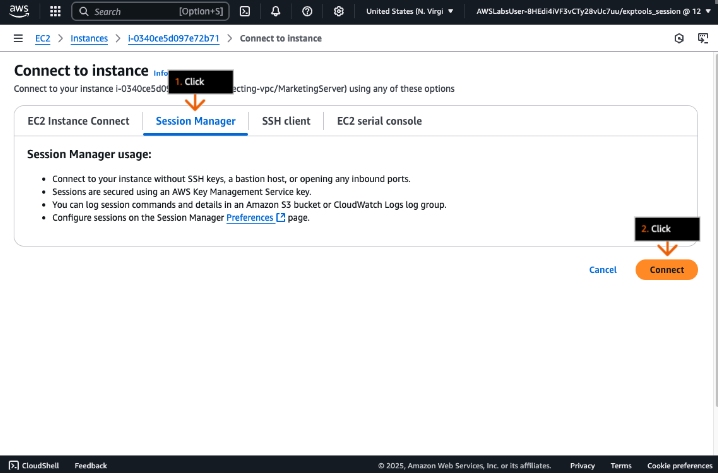 aws
Search [Option+S]
United States (N. Virgi ▼
AWSLabsUser-8HEdi4iVF3vCTy28vUc7uu/exptools_session @ 12 ▼
EC2 > Instances > i-0340ce5d097e72b71 > Connect to instance
Connect to instance Info
1. Click
Connect to your instance i-0340ce5d09 ecting-vpc/MarketingServer) using any of these options
EC2 Instance Connect
Session Manager
SSH client
EC2 serial console
Session Manager usage:
• Connect to your instance without SSH keys, a bastion host, or opening any inbound ports.
• Sessions are secured using an AWS Key Management Service key.
• You can log session commands and details in an Amazon S3 bucket or CloudWatch Logs log group.
• Configure sessions on the Session Manager Preferences page.
2. Click
Cancel
Connect
CloudShell
Feedback
© 2025, Amazon Web Services, Inc. or its affiliates.
Privacy
Terms
Cookie preferences